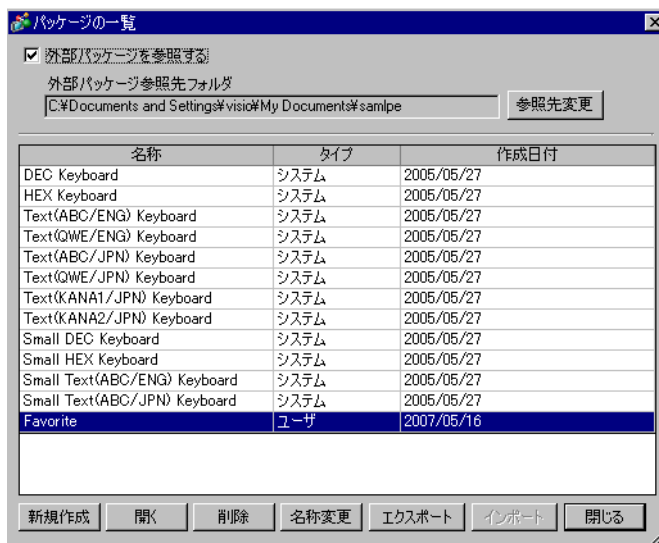 パッケージの一覧
外部パッケージを参照する
外部パッケージ参照先フォルダ
C:¥Documents and Settings¥visio¥My Documents¥samlpe 参照先変更
名称 タイプ 作成日付
DEC Keyboard システム 2005/05/27
HEX Keyboard システム 2005/05/27
Text(ABC/ENG) Keyboard システム 2005/05/27
Text(QWE/ENG) Keyboard システム 2005/05/27
Text(ABC/JPN) Keyboard システム 2005/05/27
Text(QWE/JPN) Keyboard システム 2005/05/27
Text(KANA1/JPN) Keyboard システム 2005/05/27
Text(KANA2/JPN) Keyboard システム 2005/05/27
Small DEC Keyboard システム 2005/05/27
Small HEX Keyboard システム 2005/05/27
Small Text(ABC/ENG) Keyboard システム 2005/05/27
Small Text(ABC/JPN) Keyboard システム 2005/05/27
Favorite ユーザ 2007/05/16
新規作成 開く 削除 名称変更 エクスポート インポート 閉じる